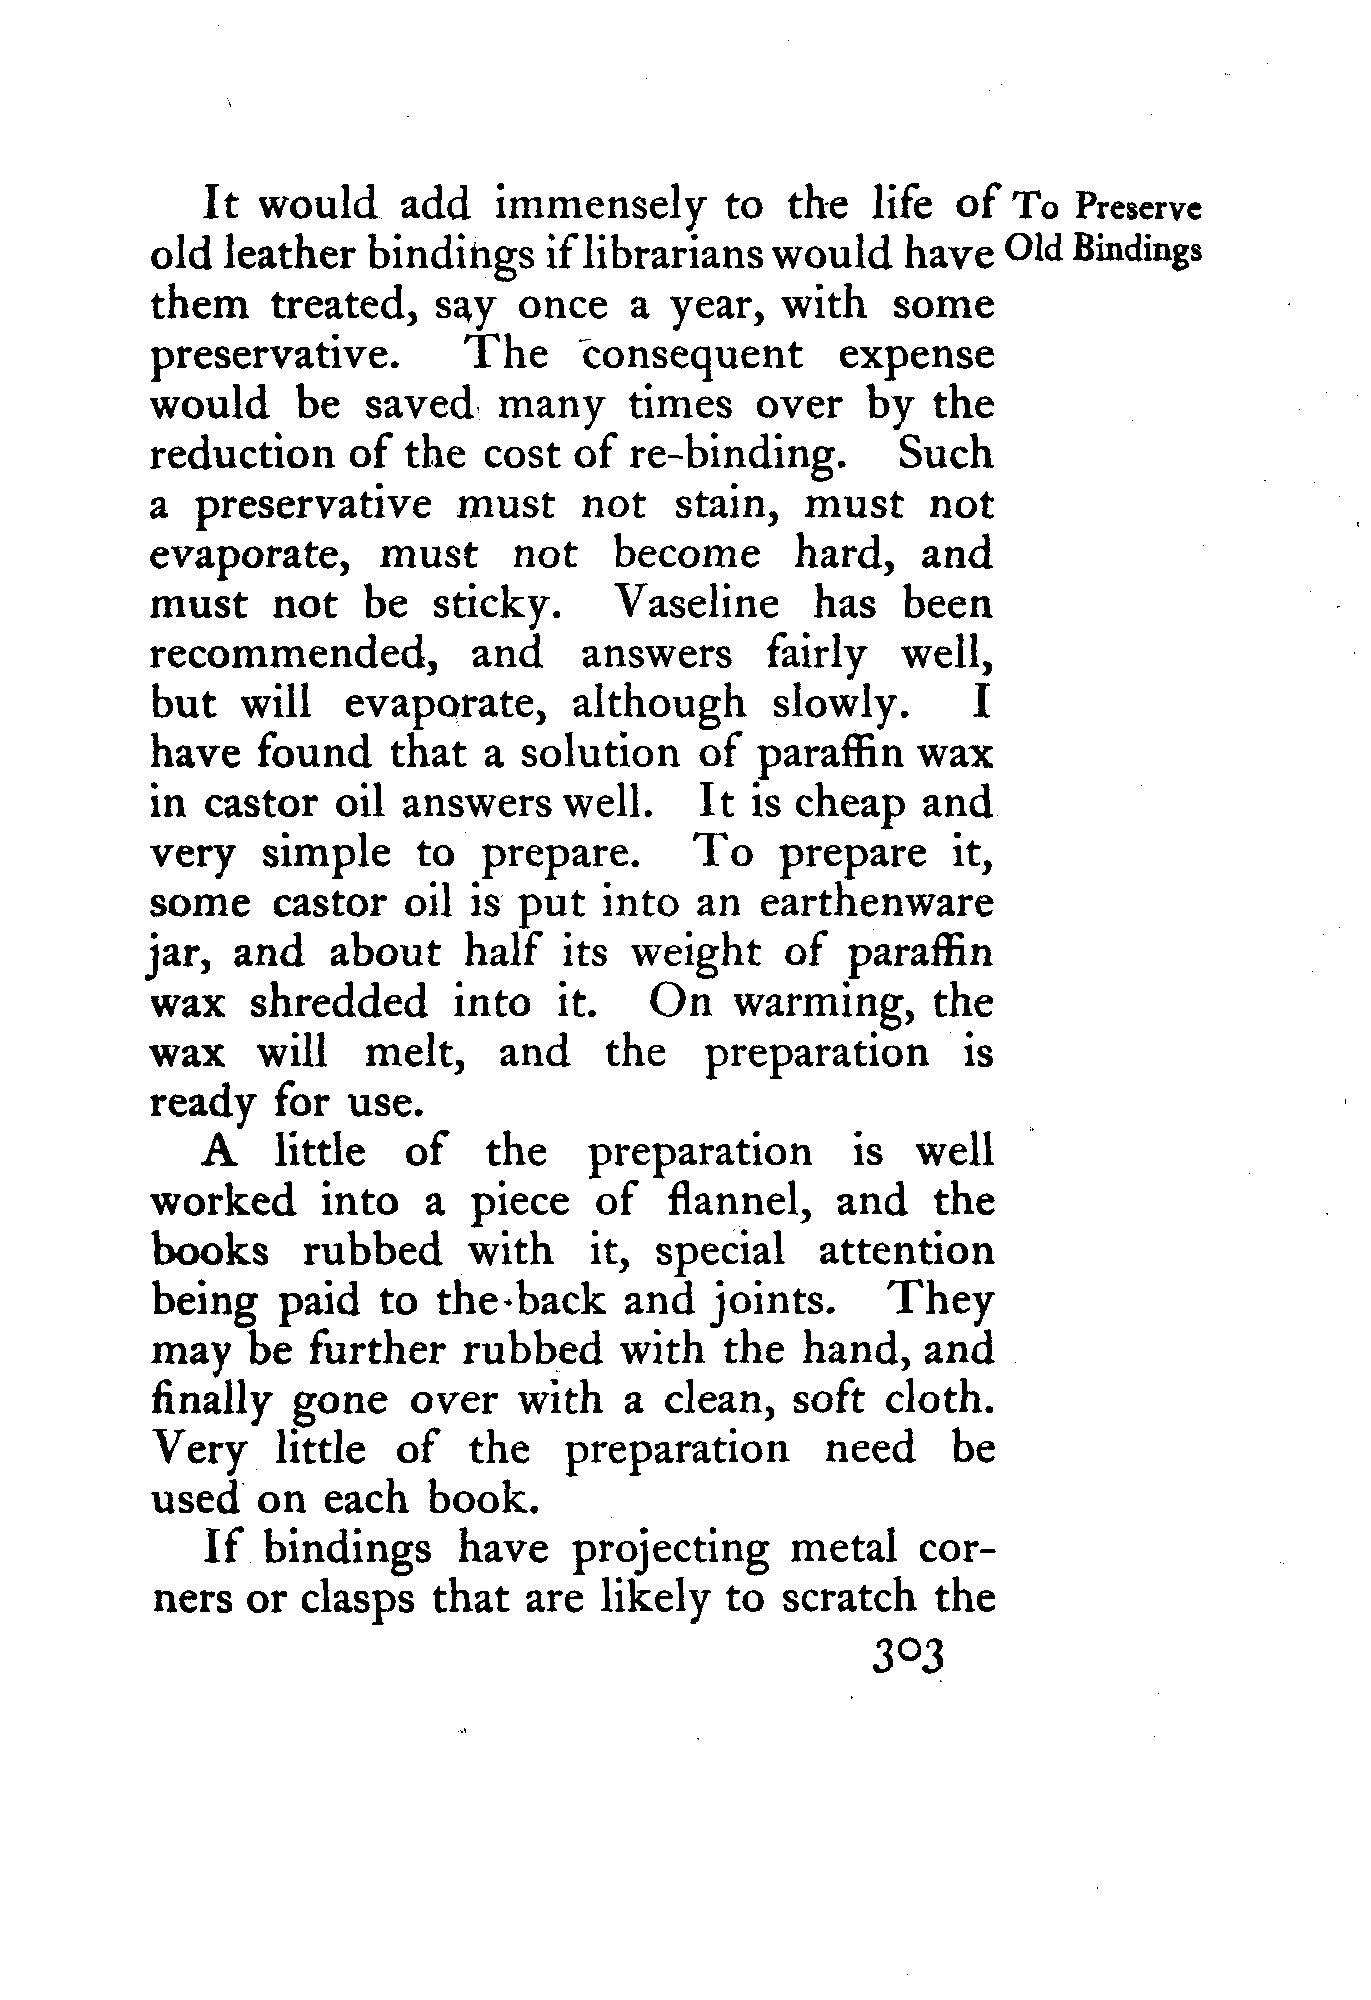 It would add immensely to the life of To Preserve
old leather bindings if librarians would have Old Bindings
them treated, say once a year, with some
preservative. The consequent expense
would be saved many times over by the
reduction of the cost of re-binding. Such
a preservative must not stain, must not
evaporate, must not become hard, and
must not be sticky. Vaseline has been
recommended, and answers fairly well,
but will evaporate, although slowly. I
have found that a solution of paraffin wax
in castor oil answers well. It is cheap and
very simple to prepare. To prepare it,
some castor oil is put into an earthenware
jar, and about half its weight of paraffin
wax shredded into it. On warming, the
wax will melt, and the preparation is
ready for use.
A little of the preparation is well
worked into a piece of flannel, and the
books rubbed with it, special attention
being paid to the back and joints. They
may be further rubbed with the hand, and
finally gone over with a clean, soft cloth.
Very little of the preparation need be
used on each book.
If bindings have projecting metal cor-
ners or clasps that are likely to scratch the
303